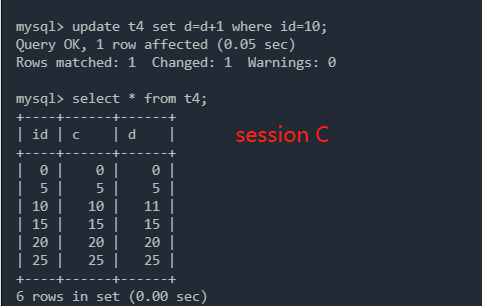 mysql> update t4 set d=d+1 where id=10;
Query OK, 1 row affected (0.05 sec)
Rows matched: 1  Changed: 1  Warnings: 0
mysql> select * from t4;
+----+------+------+
| id | c    | d    |
session C
+----+------+------+
|  0 |    0 |    0 |
|  5 |    5 |    5 |
| 10 |   10 |   11 |
| 15 |   15 |   15 |
| 20 |   20 |   20 |
| 25 |   25 |   25 |
+----+------+------+
6 rows in set (0.00 sec)